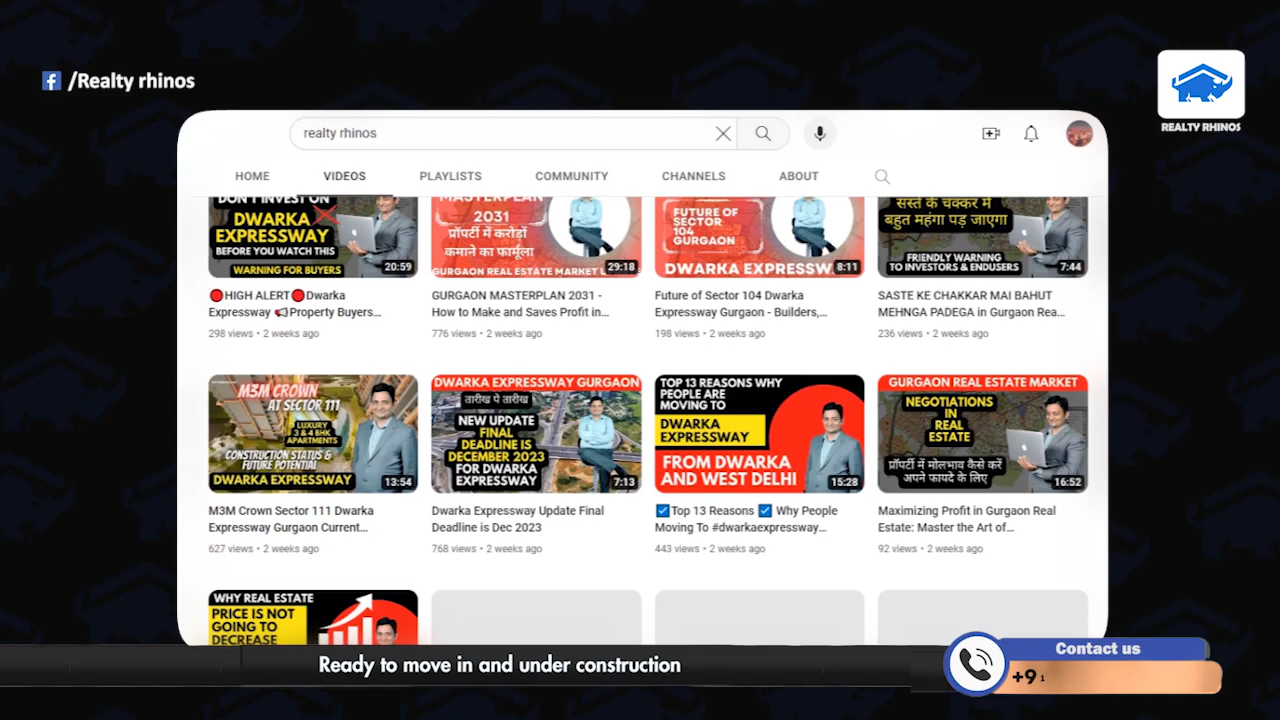 /Realty rhinos
REALTY RHINOS
realty rhinos
HOME VIDEOS PLAYLISTS COMMUNITY CHANNELS ABOUT
DON'T INVEST ON
DWARKA
EXPRESSWAY
BEFORE YOU WATCH THIS
WARNING FOR BUYERS
20:59
MASTERPLAN
2031
प्रॉपर्टी में करोड़ों
कमाने का फार्मूला
GURGAON REAL ESTATE MARKET
29:18
FUTURE OF
SECTOR
104
GURGAON
DWARKA EXPRESSW
8:11
सस्ते के चक्कर में
बहुत महंगा पड़ जाएगा
FRIENDLY WARNING
TO INVESTORS & ENDUSERS
7:44
HIGH ALERT Dwarka
Expressway Property Buyers...
298 views • 2 weeks ago
GURGAON MASTERPLAN 2031 -
How to Make and Saves Profit in...
776 views • 2 weeks ago
Future of Sector 104 Dwarka
Expressway Gurgaon - Builders,...
198 views • 2 weeks ago
SASTE KE CHAKKAR MAI BAHUT
MEHNGA PADEGA in Gurgaon Rea...
236 views • 2 weeks ago
M3M CROWN
AT SECTOR 111
LUXURY
3 & 4 BHK
APARTMENTS
CONSTRUCTION STATUS &
FUTURE POTENTIAL
DWARKA EXPRESSWAY
13:54
DWARKA EXPRESSWAY GURGAON
तारीख पे तारीख
NEW UPDATE
FINAL
DEADLINE IS
DECEMBER 2023
FOR DWARKA
EXPRESSWAY
7:13
TOP 13 REASONS WHY
PEOPLE ARE
MOVING TO
DWARKA
EXPRESSWAY
FROM DWARKA
AND WEST DELHI
15:28
GURGAON REAL ESTATE MARKET
NEGOTIATIONS
IN
REAL
ESTATE
प्रॉपर्टी में मोलभाव कैसे करें
अपने फायदे के लिए
16:52
M3M Crown Sector 111 Dwarka
Expressway Gurgaon Current...
627 views • 2 weeks ago
Dwarka Expressway Update Final
Deadline is Dec 2023
768 views • 2 weeks ago
Top 13 Reasons Why People
Moving To #dwarkaexpressway...
443 views • 2 weeks ago
Maximizing Profit in Gurgaon Real
Estate: Master the Art of...
92 views • 2 weeks ago
WHY REAL ESTATE
PRICE IS NOT
GOING TO
DECREASE
Ready to move in and under construction
Contact us
+91